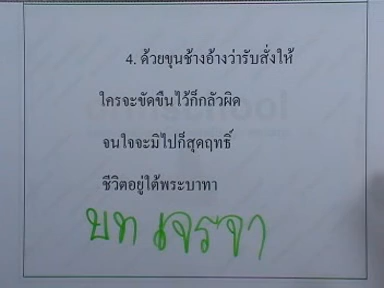 4. ด้วยขุนช้างอ้างว่ารับสั่งให้
ใครจะขัดขืนไว้ก็กลัวผิด
จนใจจะมิไปก็สุดฤทธิ์
ชีวิตอยู่ใต้พระบาทา
บท เจรจา